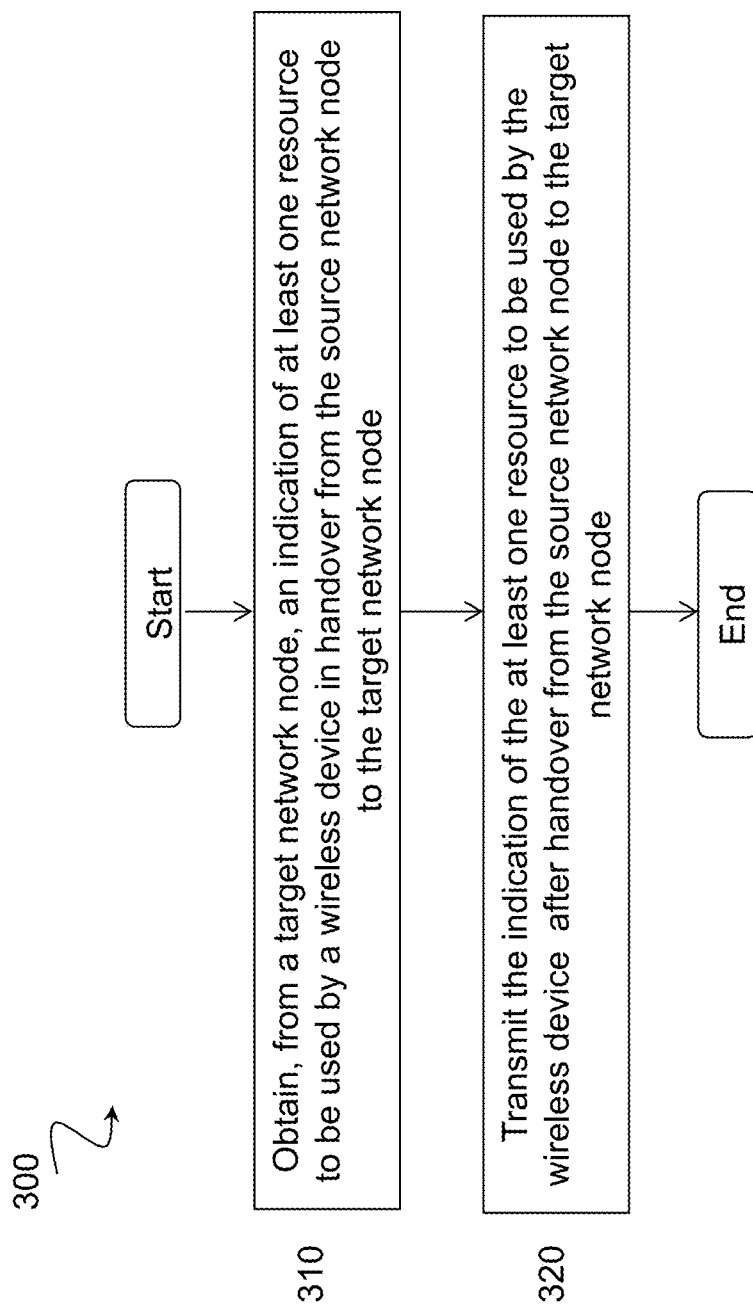 300
Start
310
Obtain, from a target network node, an indication of at least one resource
to be used by a wireless device in handover from the source network node
to the target network node
320
Transmit the indication of the at least one resource to be used by the
wireless device after handover from the source network node to the target
network node
End